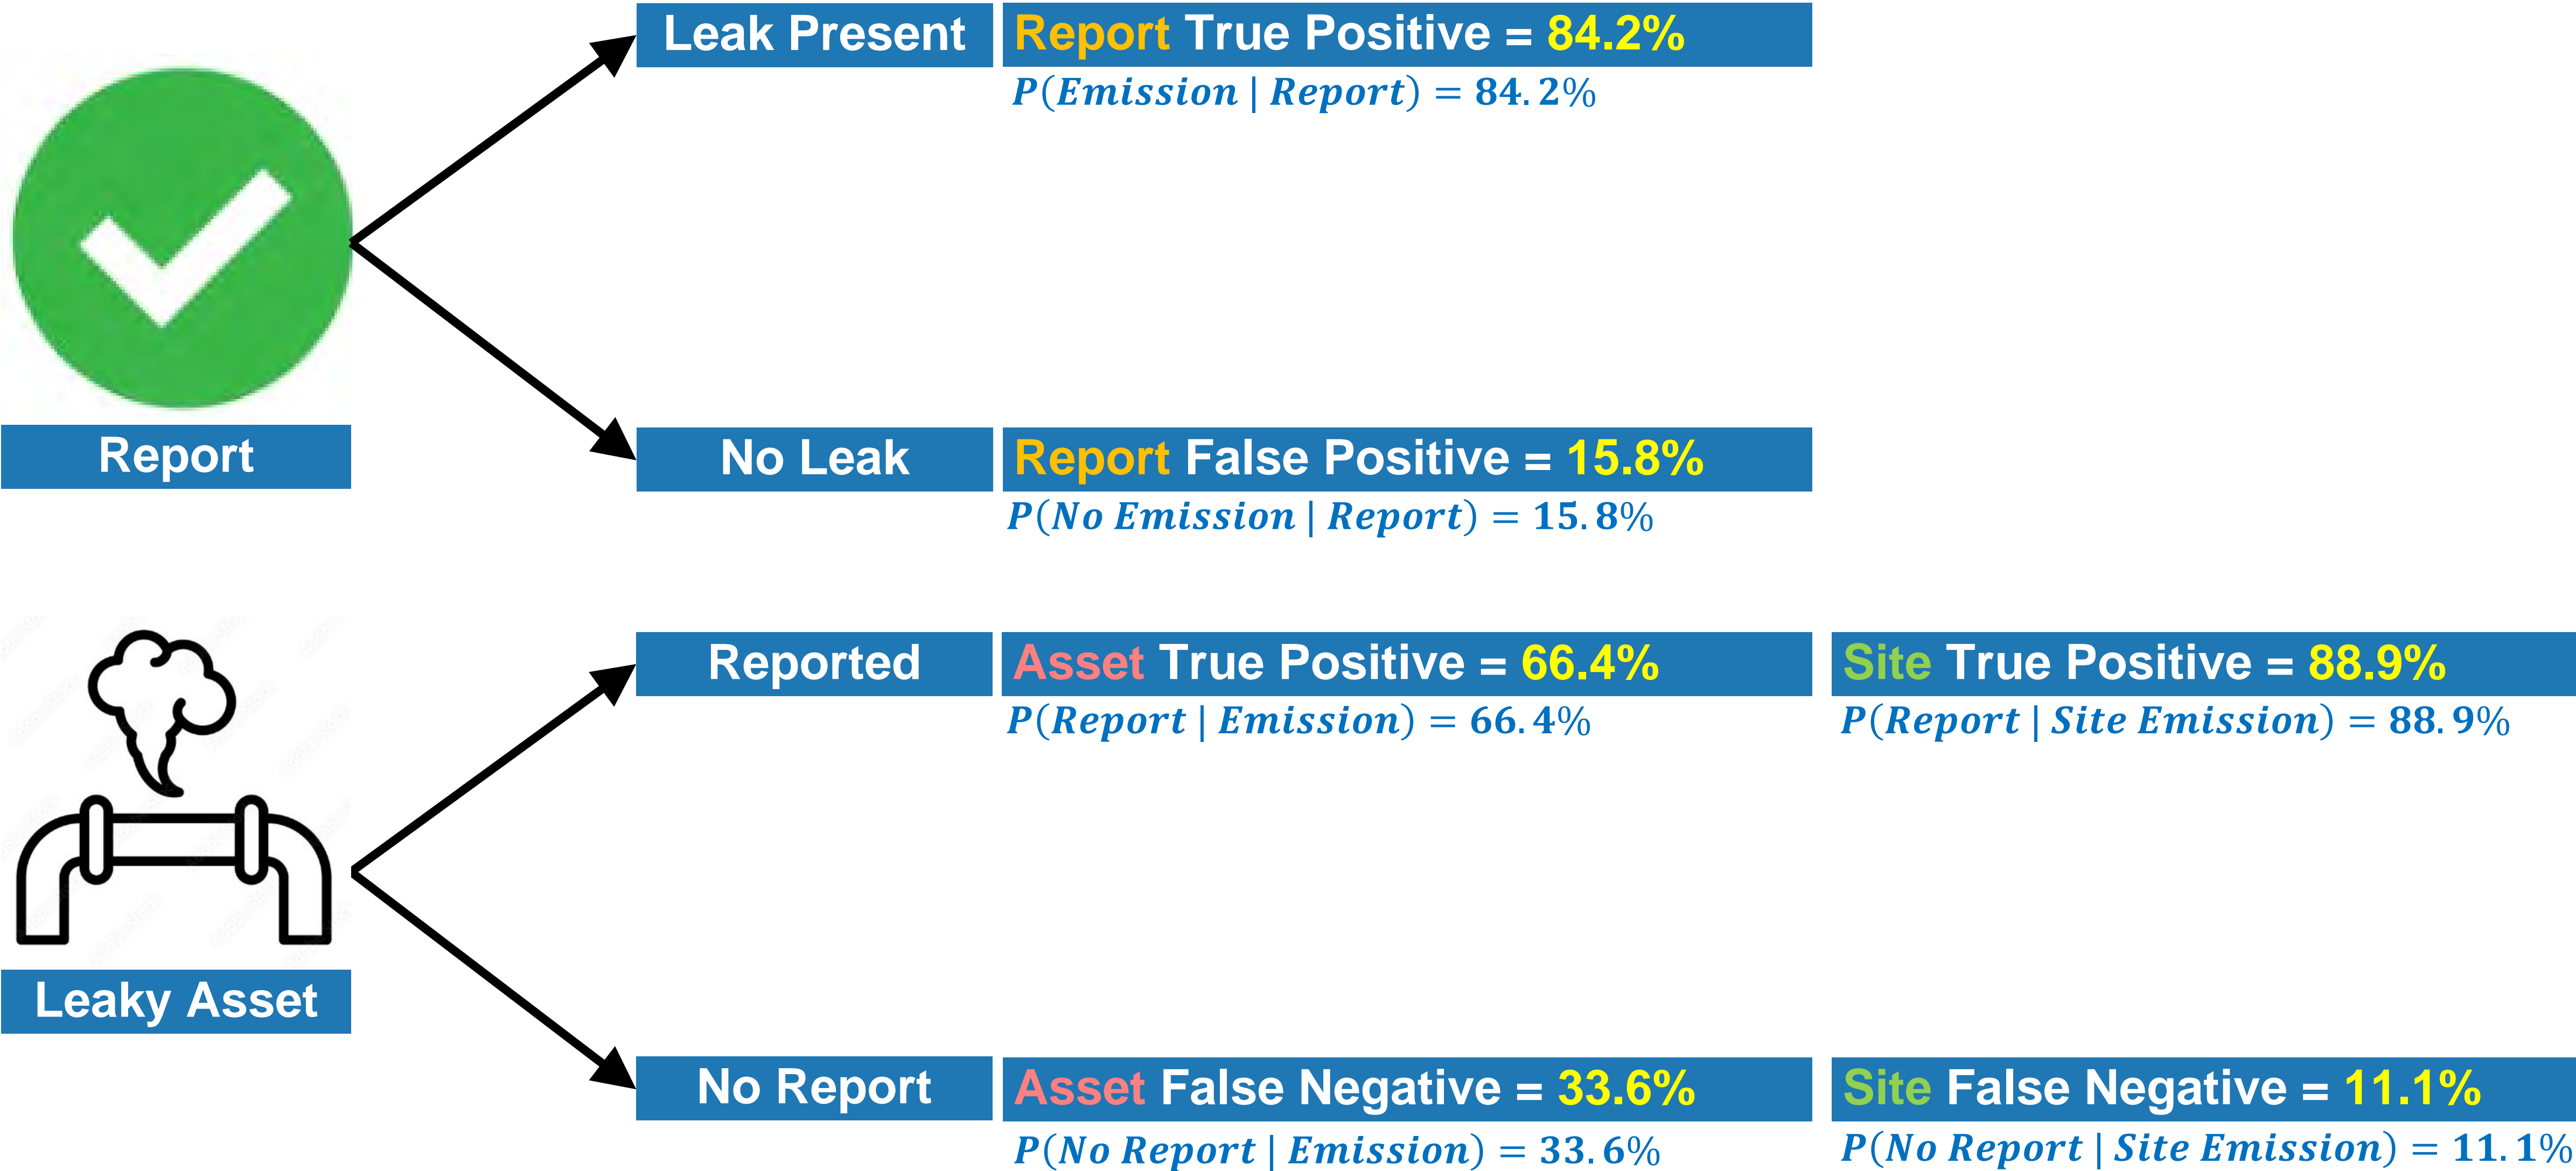 Leak Present
Report True Positive = 84.2%
P(Emission | Report) = 84.2%
Report
No Leak
Report False Positive = 15.8%
P(No Emission | Report) = 15.8%
Reported
Asset True Positive = 66.4%
Site True Positive = 88.9%
P(Report | Emission) = 66.4%
P(Report | Site Emission) = 88.9%
Leaky Asset
No Report
Asset False Negative = 33.6%
Site False Negative = 11.1%
P(No Report | Emission) = 33.6%
P(No Report | Site Emission) = 11.1%